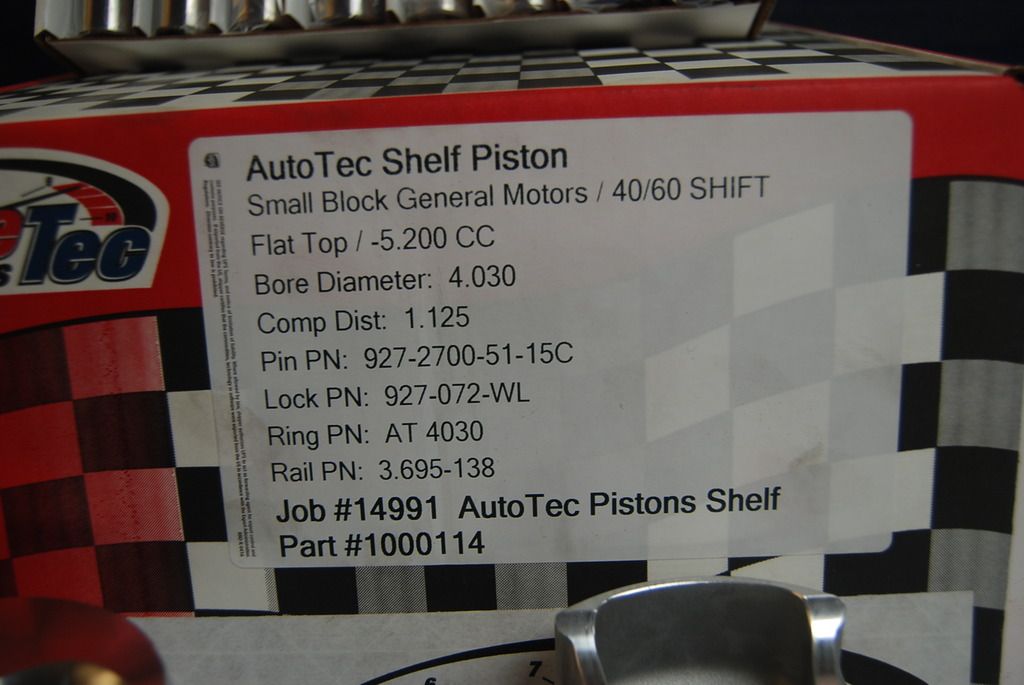 Tec
AutoTec Shelf Piston
Small Block General Motors / 40/60 SHIFT
Flat Top / -5.200 CC
Bore Diameter: 4.030
Comp Dist: 1.125
Pin PN: 927-2700-51-15C
Lock PN: 927-072-WL
Ring PN: AT 4030
Rail PN: 3.695-138
Job #14991 AutoTec Pistons Shelf
Part #1000114
6 7